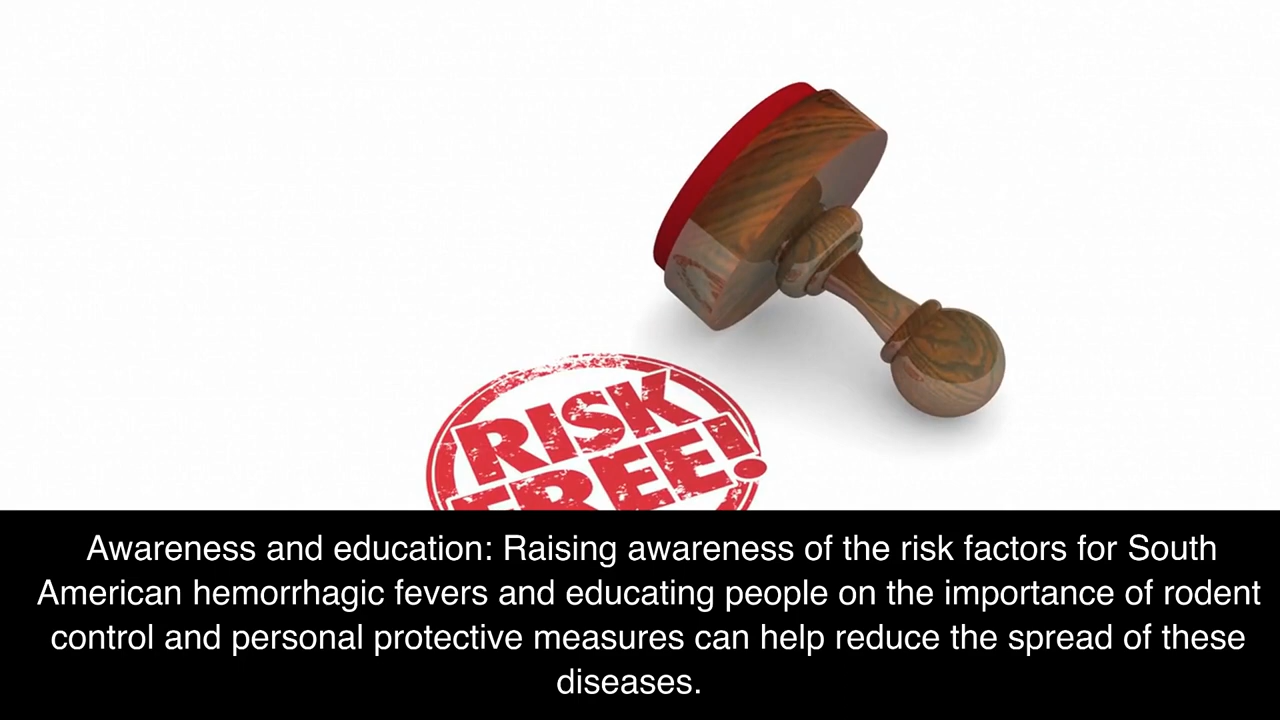 RISK
FREE!
Awareness and education: Raising awareness of the risk factors for South
American hemorrhagic fevers and educating people on the importance of rodent
control and personal protective measures can help reduce the spread of these
diseases.